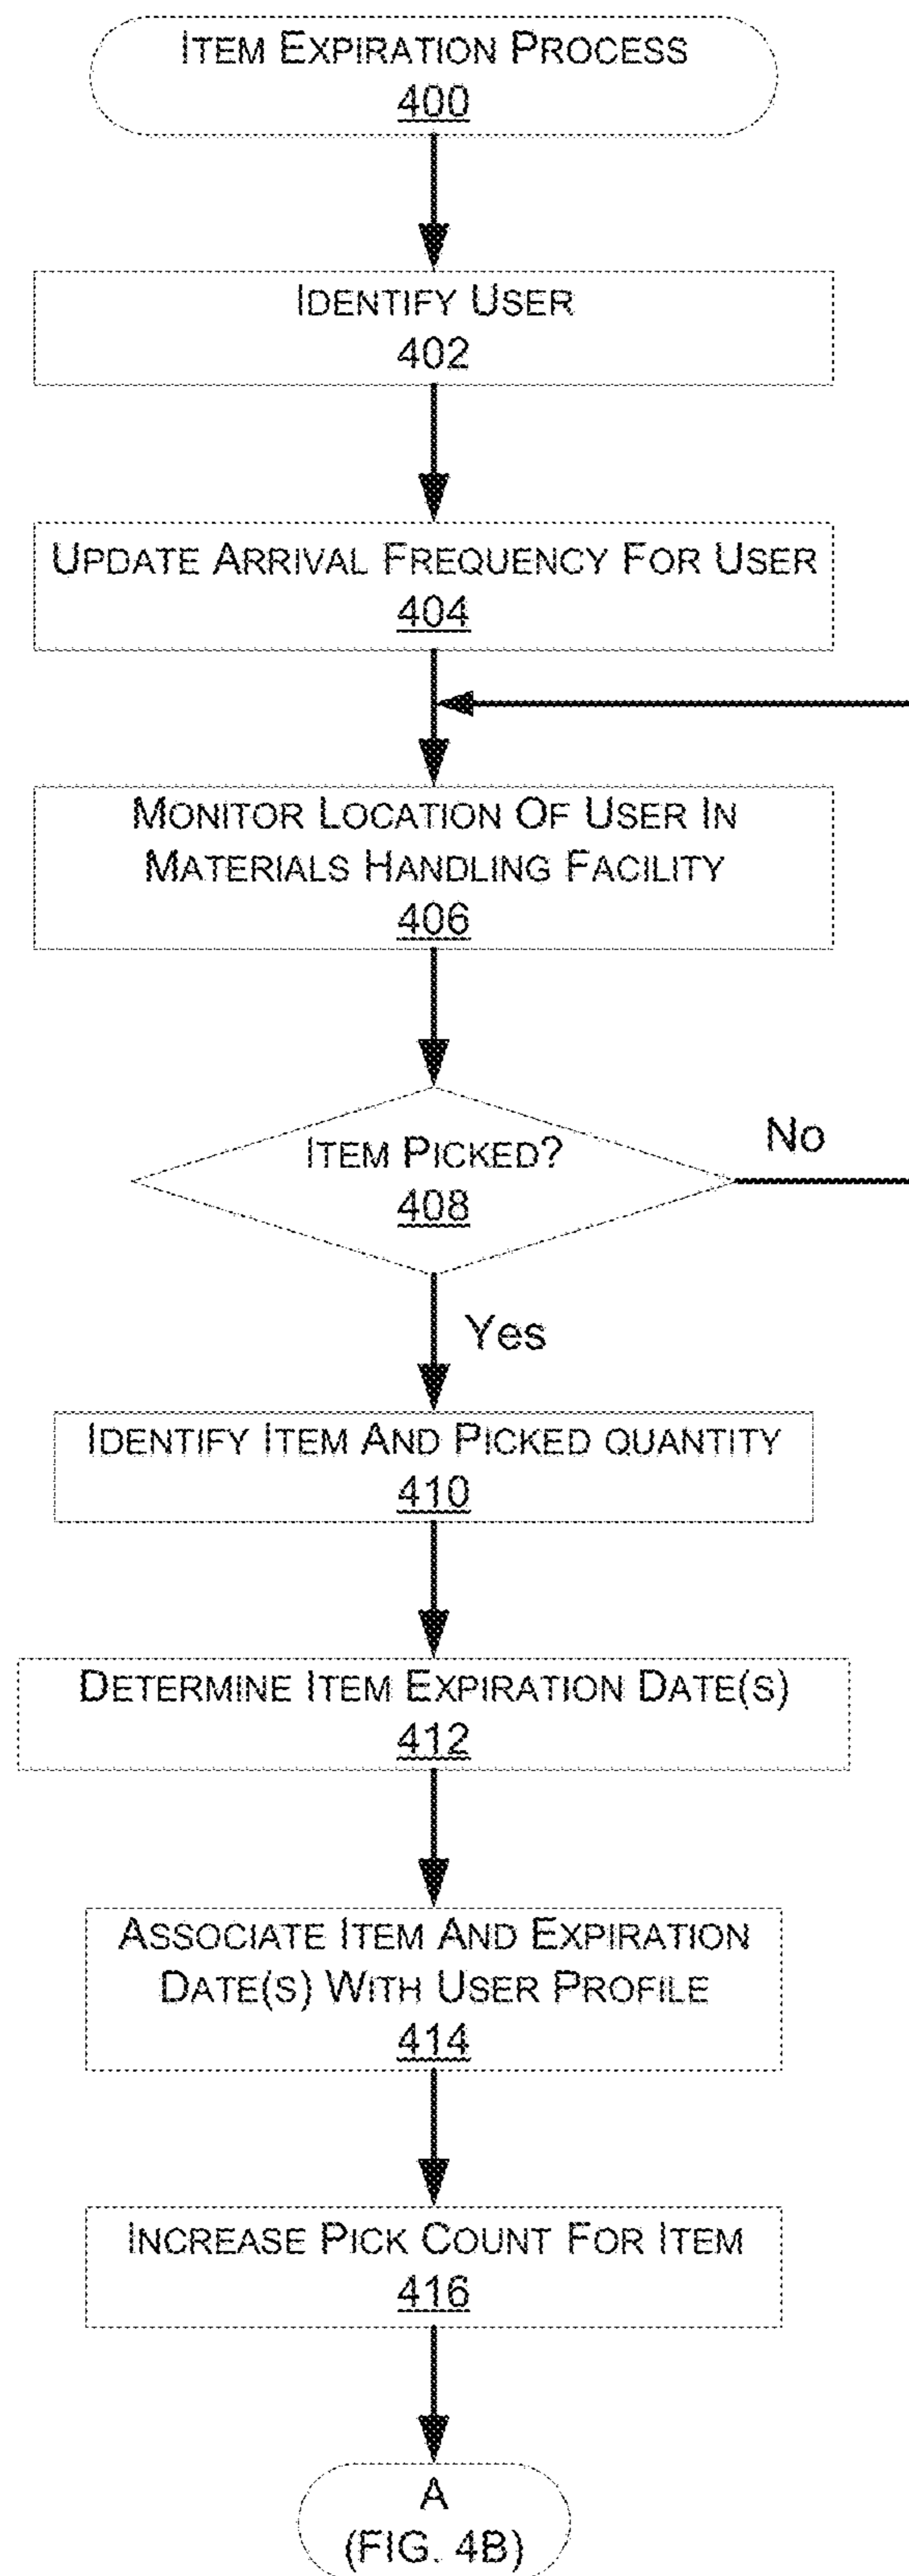 ITEM EXPIRATION PROCESS
400
IDENTIFY USER
402
UPDATE ARRIVAL FREQUENCY FOR USER
404
MONITOR LOCATION OF USER IN
MATERIALS HANDLING FACILITY
406
ITEM PICKED?
408
No
Yes
IDENTIFY ITEM AND PICKED QUANTITY
410
DETERMINE ITEM EXPIRATION DATE(S)
412
ASSOCIATE ITEM AND EXPIRATION
DATE(S) WITH USER PROFILE
414
INCREASE PICK COUNT FOR ITEM
416
A
(FIG. 4B)